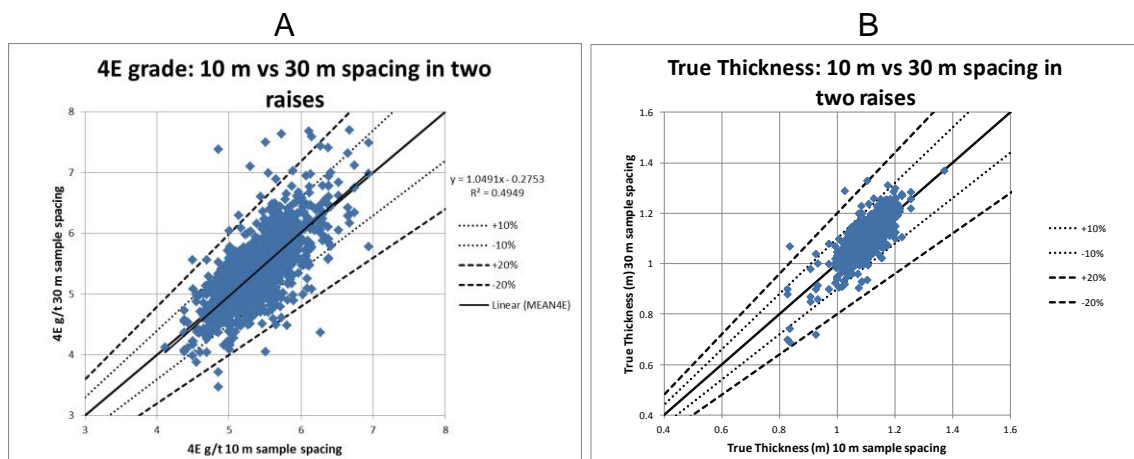 A
B
4E grade: 10 m vs 30 m spacing in two
raises
8
7
6
5
4
3
3
4
5
6
7
8
4E g/t 30 m sample spacing
4E g/t 10 m sample spacing
y = 1.0491x - 0.2753
R² = 0.4949
+10%
-10%
+20%
-20%
Linear (MEAN4E)
True Thickness: 10 m vs 30 m spacing in
two raises
1.6
1.4
1.2
1
0.8
0.6
0.4
0.4
0.6
0.8
1
1.2
1.4
1.6
True Thickness (m) 30 m sample spacing
True Thickness (m) 10 m sample spacing
+10%
-10%
+20%
-20%